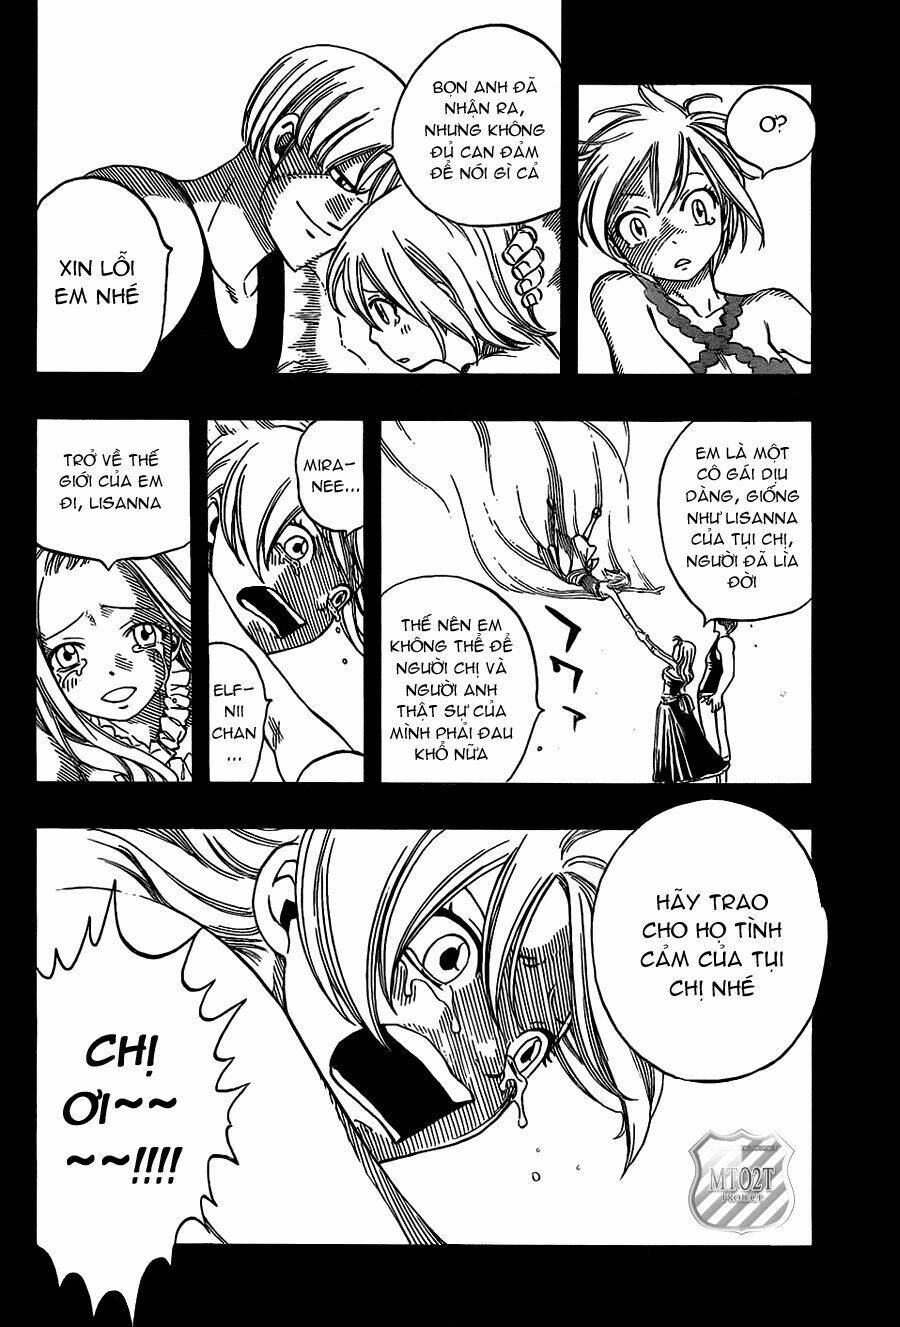 Ơ?
BỌN ANH ĐÃ
NHẬN RA,
NHƯNG KHÔNG
ĐỦ CAN ĐẢM
ĐỂ NÓI GÌ CẢ
XIN LỖI
EM NHÉ
EM LÀ MỘT
CÔ GÁI DỊU
DÀNG, GIỐNG
NHƯ LISANNA
CỦA TỤI CHỊ,
NGƯỜI ĐÃ LÌA
ĐỜI
THẾ NÊN EM
KHÔNG THỂ ĐỂ
NGƯỜI CHỊ VÀ
NGƯỜI ANH
THẬT SỰ CỦA
MÌNH PHẢI ĐAU
KHỔ NỮA
MIRA-
NEE...
ELF-
NII
CHAN
...
TRỞ VỀ THẾ
GIỚI CỦA EM
ĐI, LISANNA
HÃY TRAO
CHO HỌ TÌNH
CẢM CỦA TỤI
CHỊ NHÉ
CHỊ
ƠI~~
~~!!!!
MT02T
PROJECT